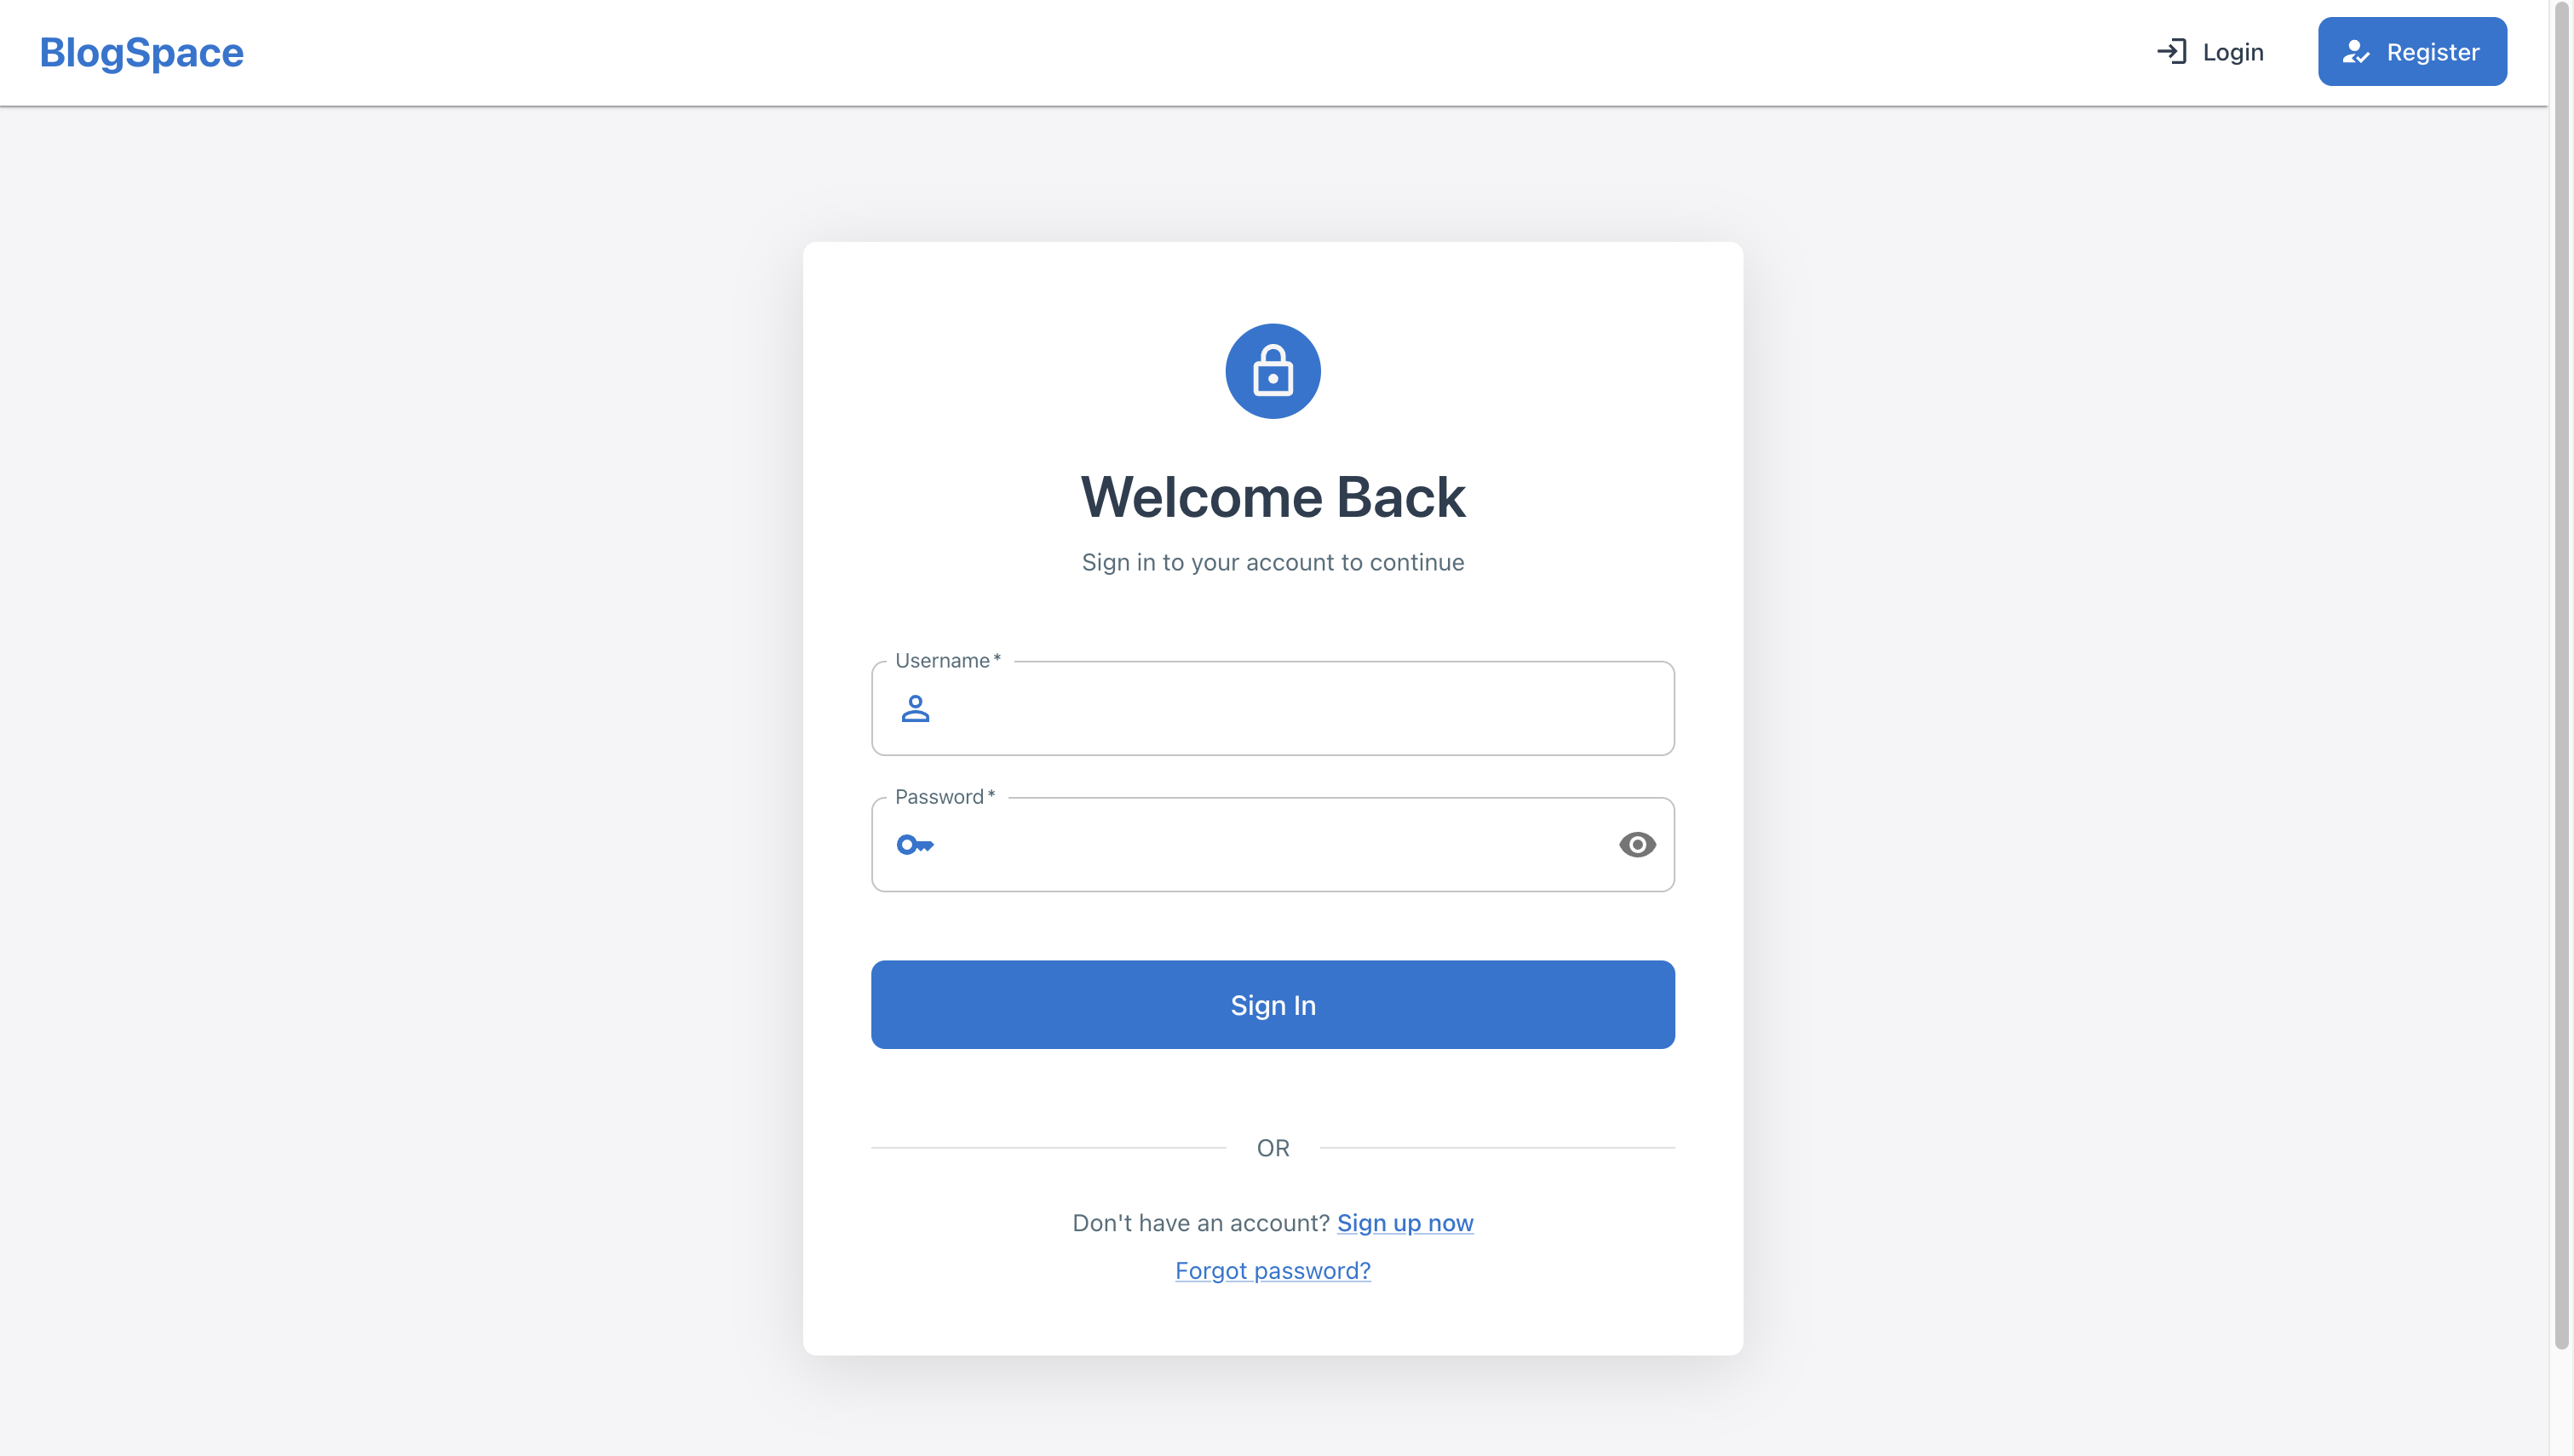 BlogSpace
Login
Register
Welcome Back
Sign in to your account to continue
Username *
Password *
Sign In
OR
Don't have an account? Sign up now
Forgot password?